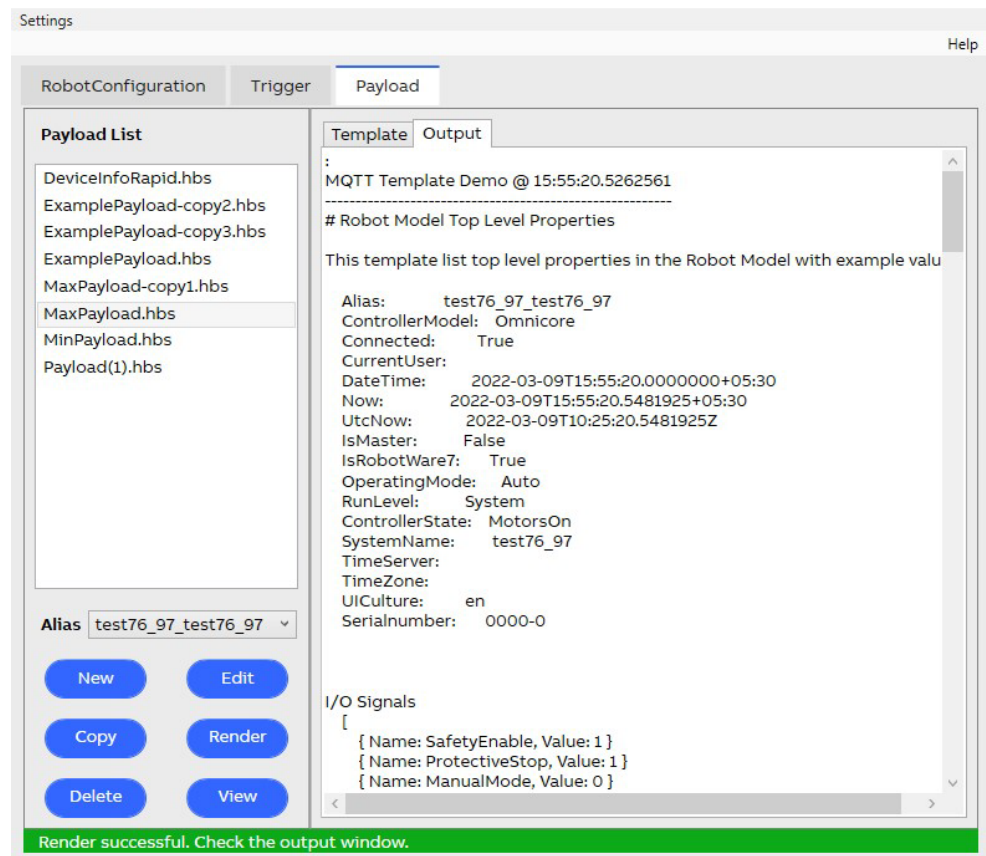 Settings
Help
RobotConfiguration Trigger Payload
Payload List
DeviceInfoRapid.hbs
ExamplePayload-copy2.hbs
ExamplePayload-copy3.hbs
ExamplePayload.hbs
MaxPayload-copy1.hbs
MaxPayload.hbs
MinPayload.hbs
Payload(1).hbs
Alias test76_97_test76_97
New Edit
Copy Render
Delete View
Template Output
:
MQTT Template Demo @ 15:55:20.5262561
-------------------------------------------------------
# Robot Model Top Level Properties
This template list top level properties in the Robot Model with example valu
Alias: test76_97_test76_97
ControllerModel: Omnicore
Connected: True
CurrentUser:
DateTime: 2022-03-09T15:55:20.0000000+05:30
Now: 2022-03-09T15:55:20.5481925+05:30
UtcNow: 2022-03-09T10:25:20.5481925Z
IsMaster: False
IsRobotWare7: True
OperatingMode: Auto
RunLevel: System
ControllerState: MotorsOn
SystemName: test76_97
TimeServer:
TimeZone:
UICulture: en
Serialnumber: 0000-0
I/O Signals
[
{ Name: SafetyEnable, Value: 1 }
{ Name: ProtectiveStop, Value: 1 }
{ Name: ManualMode, Value: 0 }
Render successful. Check the output window.